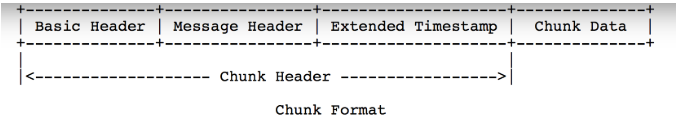 +--------------+----------------+--------------------+--------------+
| Basic Header | Message Header | Extended Timestamp | Chunk Data |
+--------------+----------------+--------------------+--------------+
| |
|<------------------- Chunk Header ----------------->|
Chunk Format